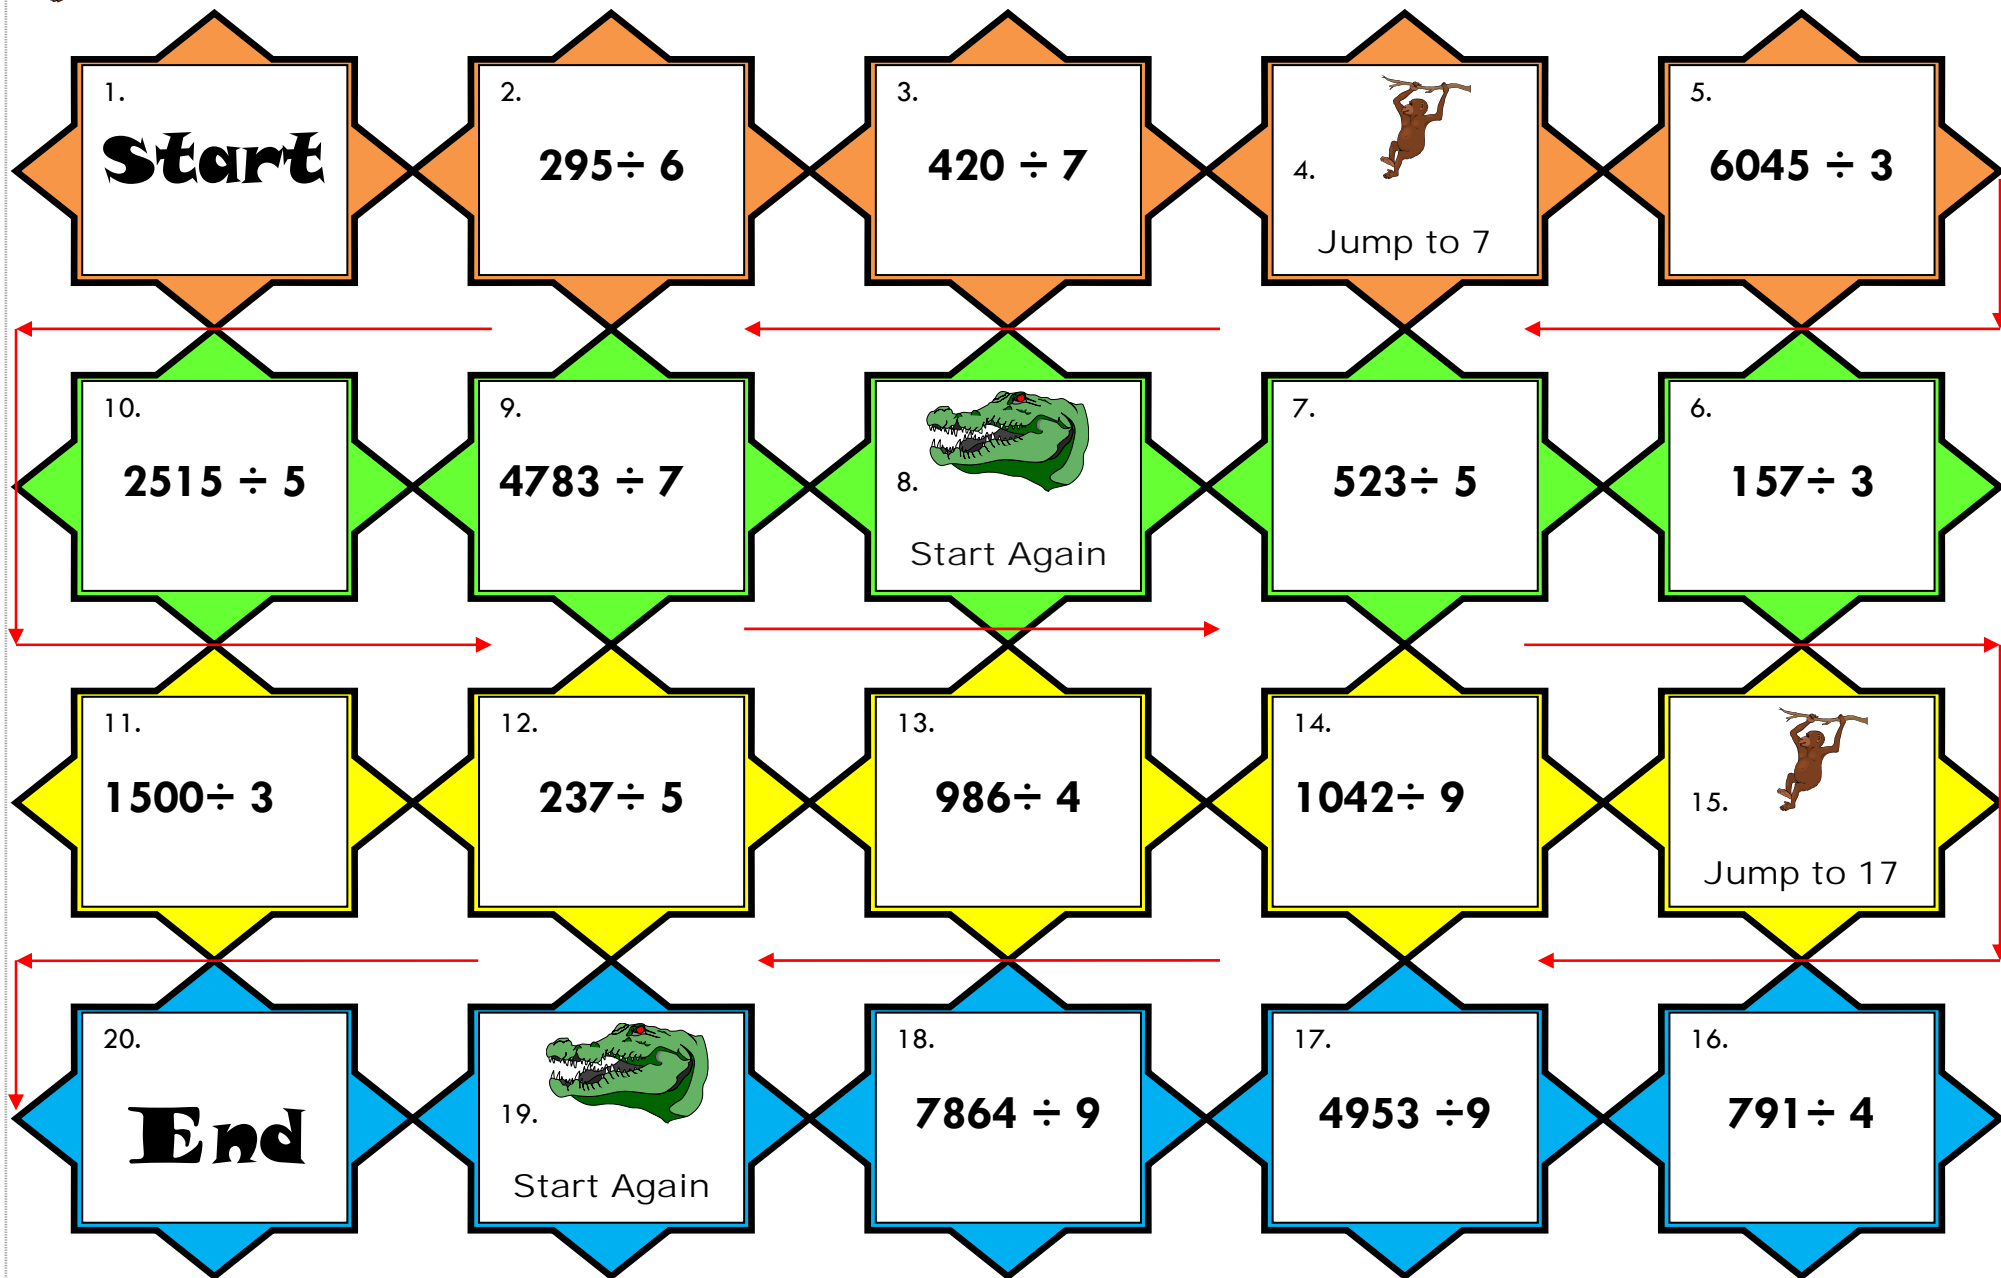 1.
Start
2.
295÷ 6
3.
420 ÷ 7
4.
Jump to 7
5.
6045 ÷ 3
10.
2515 ÷ 5
9.
4783 ÷ 7
8.
Start Again
7.
523÷ 5
6.
157÷ 3
11.
1500÷ 3
12.
237÷ 5
13.
986÷ 4
14.
1042÷ 9
15.
Jump to 17
20.
End
19.
Start Again
18.
7864 ÷ 9
17.
4953 ÷9
16.
791÷ 4